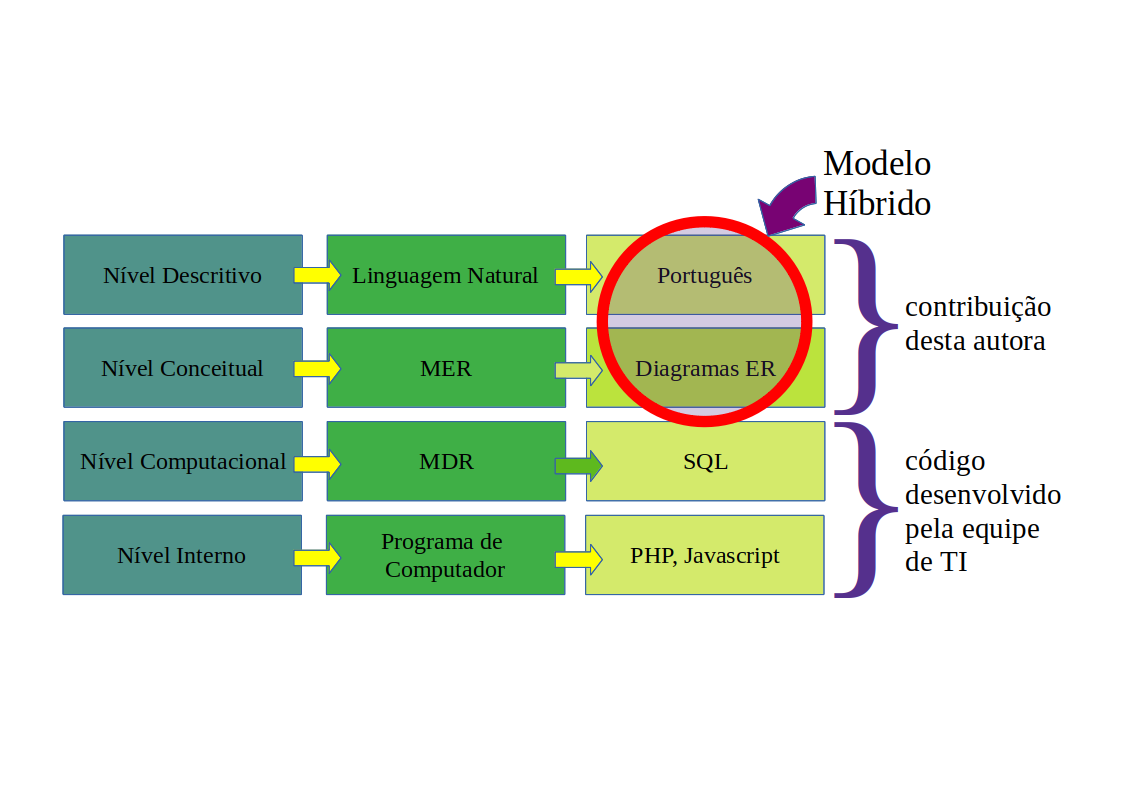 Modelo
Híbrido
Nível Descritivo
Linguagem Natural
Português
Nível Conceitual
MER
Diagramas ER
contribuição
desta autora
Nível Computacional
MDR
SQL
Nível Interno
Programa de
Computador
PHP, Javascript
código
desenvolvido
pela equipe
de TI